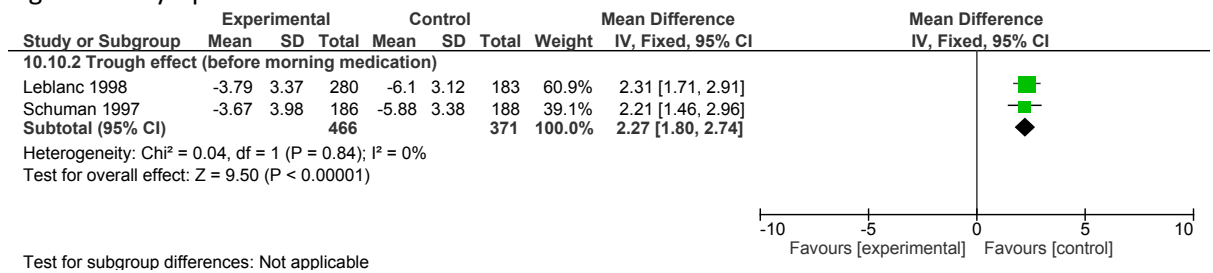 Experimental Control Mean Difference Mean Difference
Study or Subgroup Mean SD Total Mean SD Total Weight IV, Fixed, 95% CI IV, Fixed, 95% CI
10.10.2 Trough effect (before morning medication)
Leblanc 1998 -3.79 3.37 280 -6.1 3.12 183 60.9% 2.31 [1.71, 2.91]
Schuman 1997 -3.67 3.98 186 -5.88 3.38 188 39.1% 2.21 [1.46, 2.96]
Subtotal (95% CI) 466 371 100.0% 2.27 [1.80, 2.74]
Heterogeneity: Chi² = 0.04, df = 1 (P = 0.84); I² = 0%
Test for overall effect: Z = 9.50 (P < 0.00001)
-10 -5 0 5 10
Favours [experimental] Favours [control]
Test for subgroup differences: Not applicable